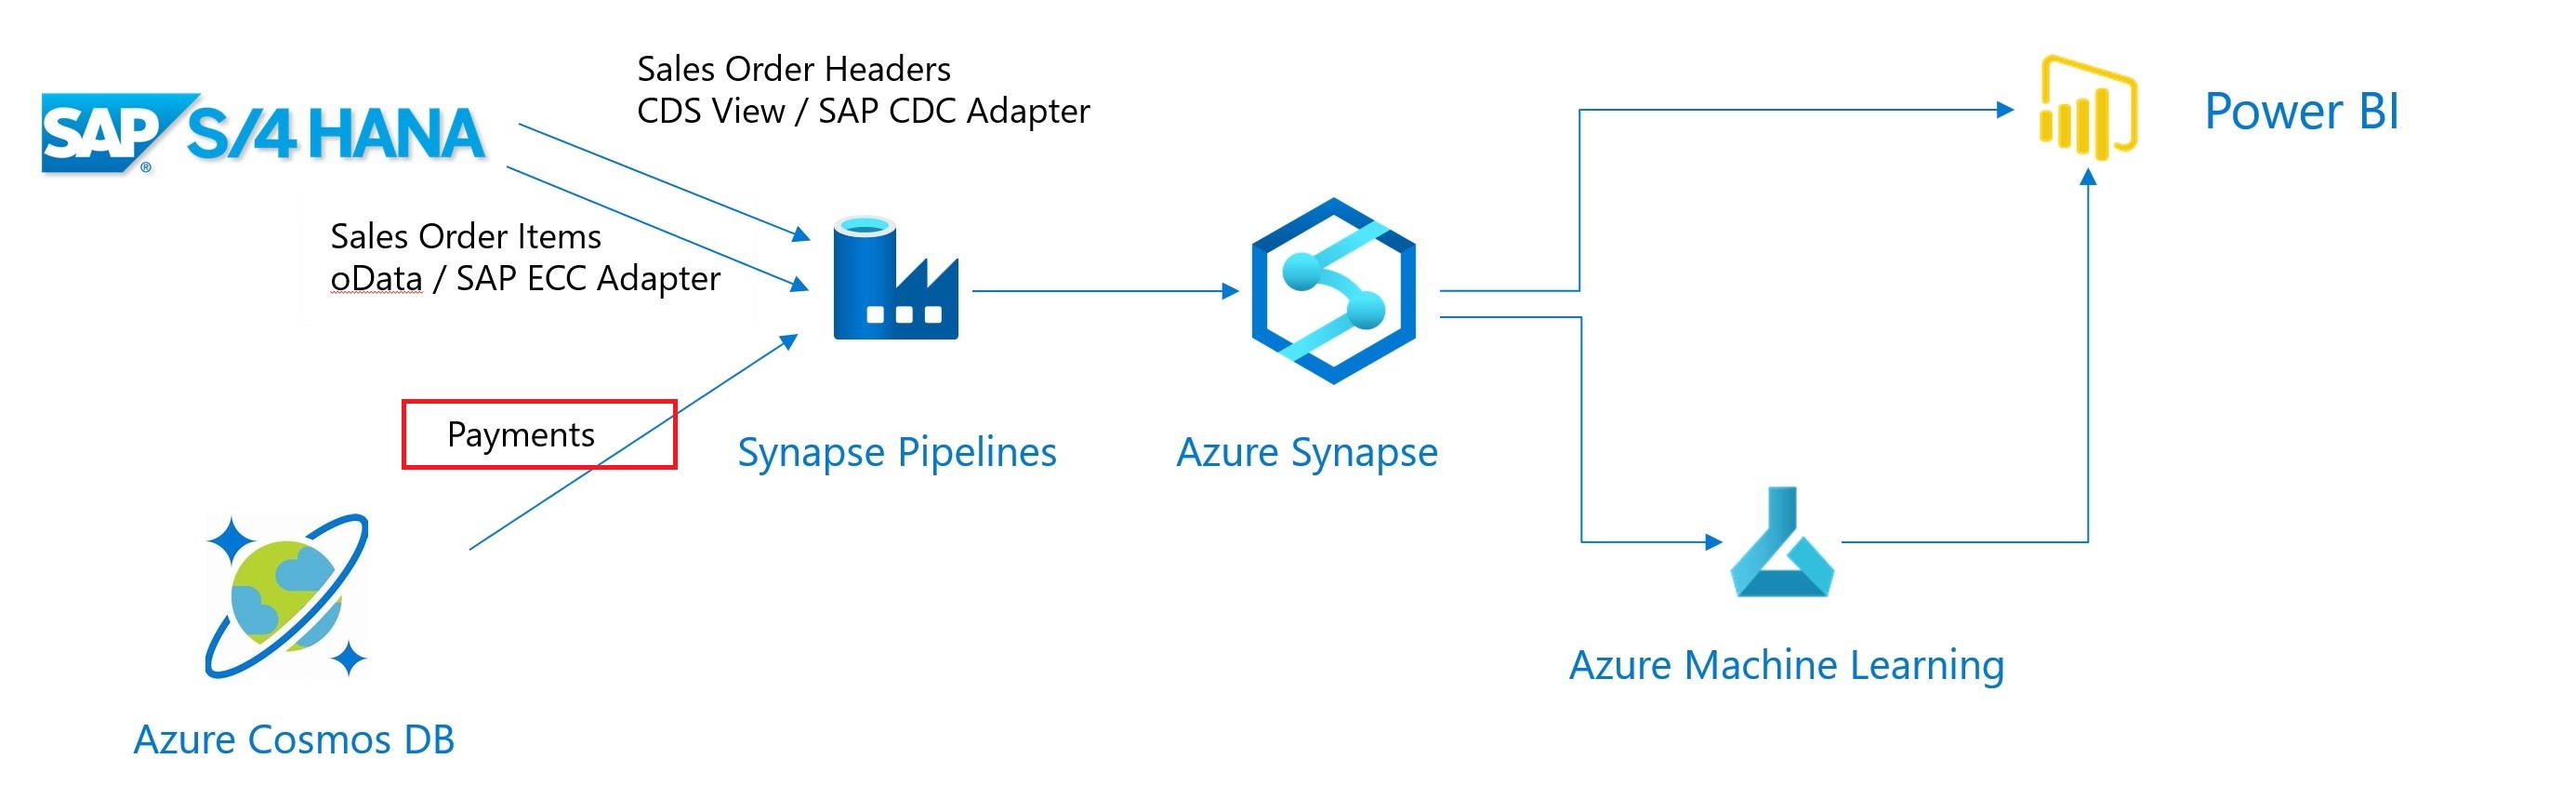 Sales Order Headers
CDS View / SAP CDC Adapter
SAP® S/4 HANA
Power BI
Sales Order Items
oData / SAP ECC Adapter
Payments
Synapse Pipelines
Azure Synapse
Azure Machine Learning
Azure Cosmos DB